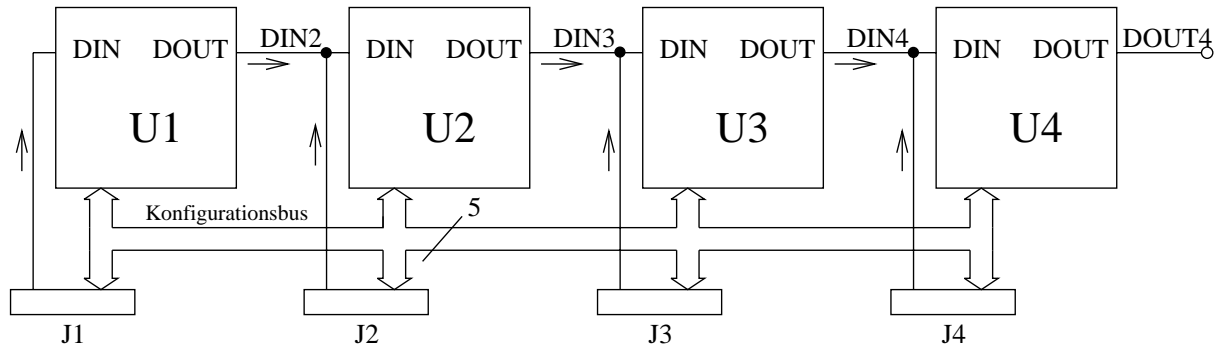 DIN DOUT DIN2 DIN DOUT DIN3 DIN DOUT DIN4 DIN DOUT DOUT4
U1 U2 U3 U4
Konfigurationsbus 5
J1 J2 J3 J4